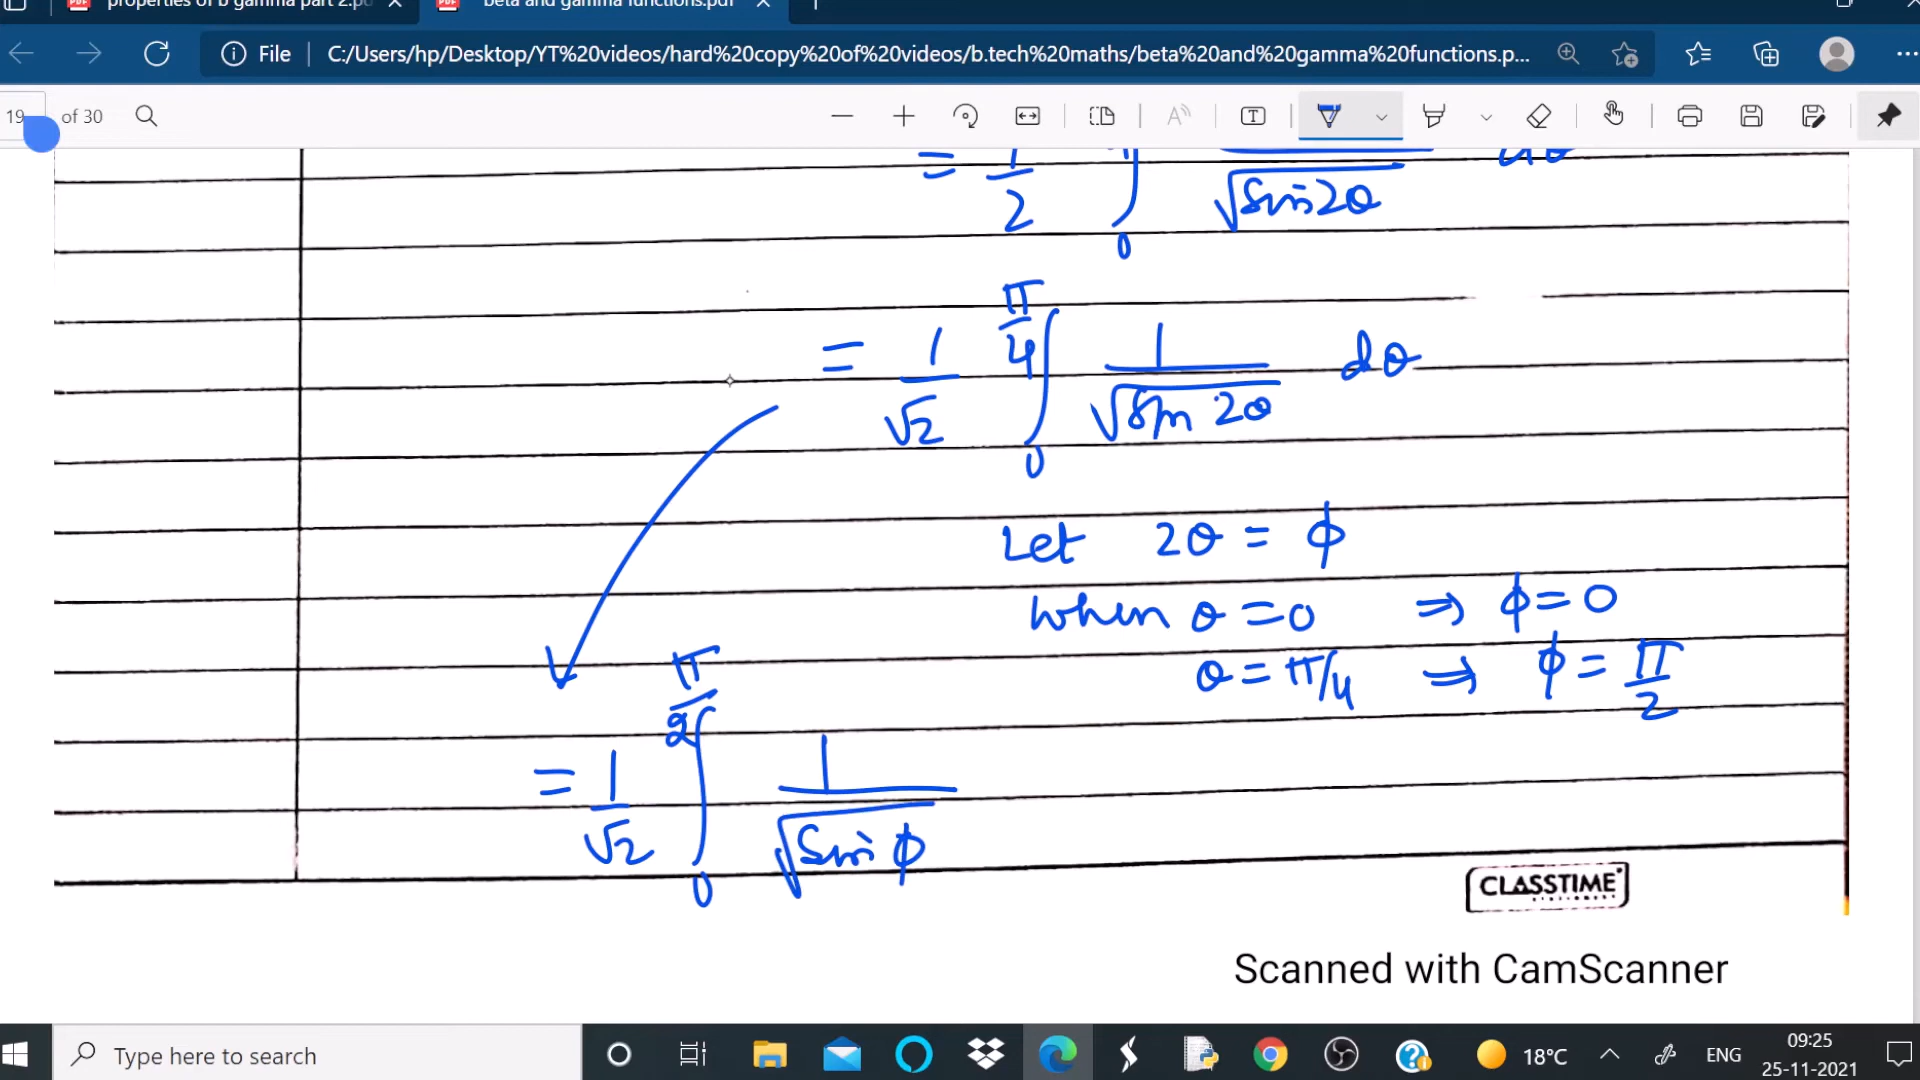 properties of b gamma part 2.pd
beta and gamma functions.pdf
File C:/Users/hp/Desktop/YT%20videos/hard%20copy%20of%20videos/b.tech%20maths/beta%20and%20gamma%20functions.p...
19 of 30
= 1/2 ∫₀ /√sin2θ dθ
= 1/√2 ∫₀^π/4 1/√sin 2θ dθ
Let 2θ = ϕ
when θ = 0 ⇒ ϕ = 0
θ = π/4 ⇒ ϕ = π/2
= 1/√2 ∫₀^π/2 1/√sin ϕ
CLASSTIME
Scanned with CamScanner
Type here to search
18°C
ENG
09:25
25-11-2021